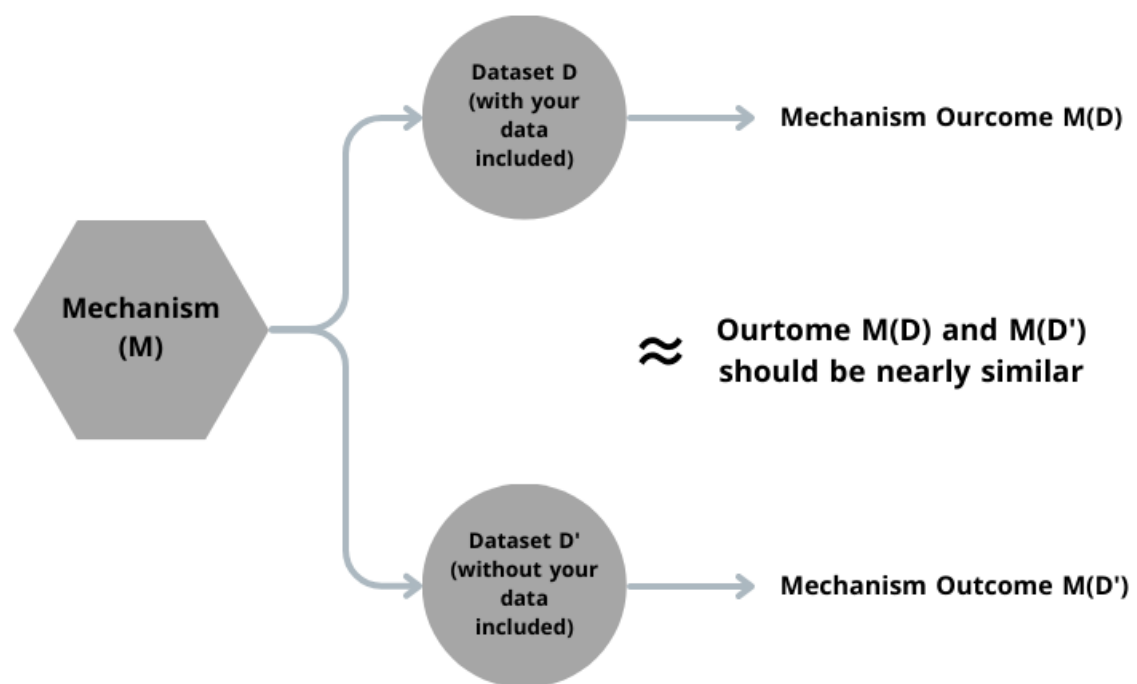 Dataset D
(with your
data
included)
Mechanism Ourcome M(D)
Mechanism
(M)
≈
Ourtome M(D) and M(D')
should be nearly similar
Dataset D'
(without your
data
included)
Mechanism Outcome M(D')